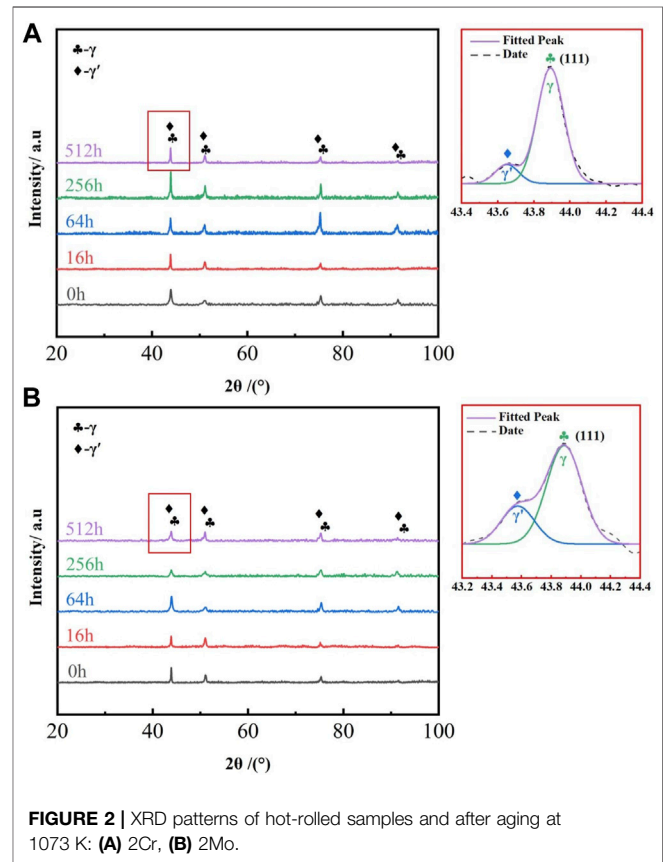 A
♣-γ
♦-γ'
512h
256h
64h
16h
0h
Intensity/ a.u
20 40 60 80 100
2θ /(°)
Fitted Peak
Date
♣ (111)
γ
♦
γ'
43.4 43.6 43.8 44.0 44.2 44.4
B
♣-γ
♦-γ'
512h
256h
64h
16h
0h
Intensity/ a.u
20 40 60 80 100
2θ /(°)
Fitted Peak
Date
♣ (111)
γ
♦
γ'
43.2 43.4 43.6 43.8 44.0 44.2 44.4
FIGURE 2 | XRD patterns of hot-rolled samples and after aging at
1073 K: (A) 2Cr, (B) 2Mo.